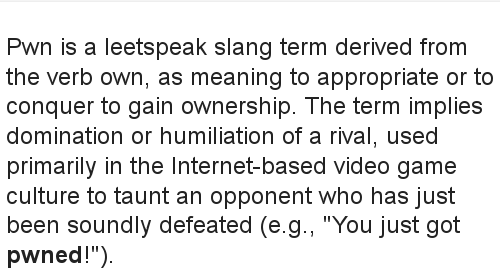 Pwn is a leetspeak slang term derived from
the verb own, as meaning to appropriate or to
conquer to gain ownership. The term implies
domination or humiliation of a rival, used
primarily in the Internet-based video game
culture to taunt an opponent who has just
been soundly defeated (e.g., "You just got
pwned!").